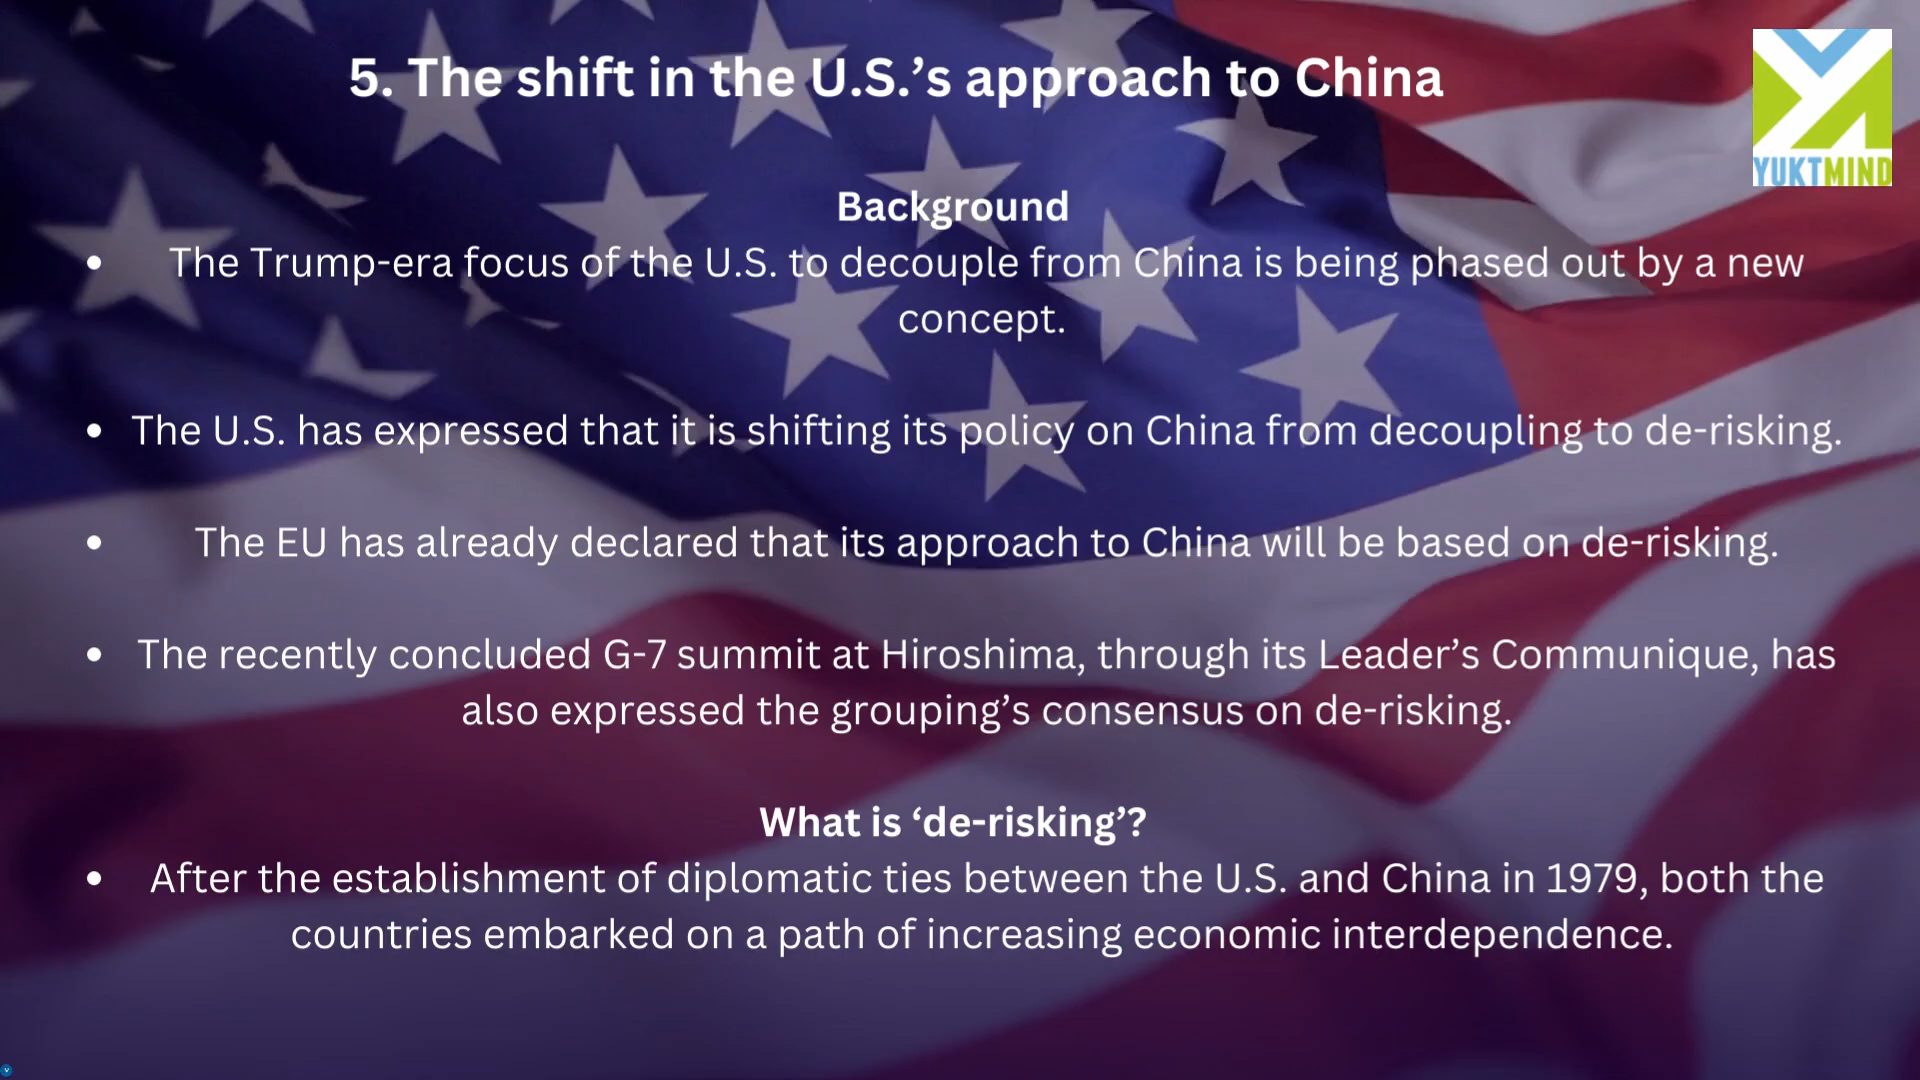 5. The shift in the U.S.’s approach to China
YUKTMIND
Background
• The Trump-era focus of the U.S. to decouple from China is being phased out by a new
concept.
• The U.S. has expressed that it is shifting its policy on China from decoupling to de-risking.
• The EU has already declared that its approach to China will be based on de-risking.
• The recently concluded G-7 summit at Hiroshima, through its Leader’s Communique, has
also expressed the grouping’s consensus on de-risking.
What is ‘de-risking’?
• After the establishment of diplomatic ties between the U.S. and China in 1979, both the
countries embarked on a path of increasing economic interdependence.